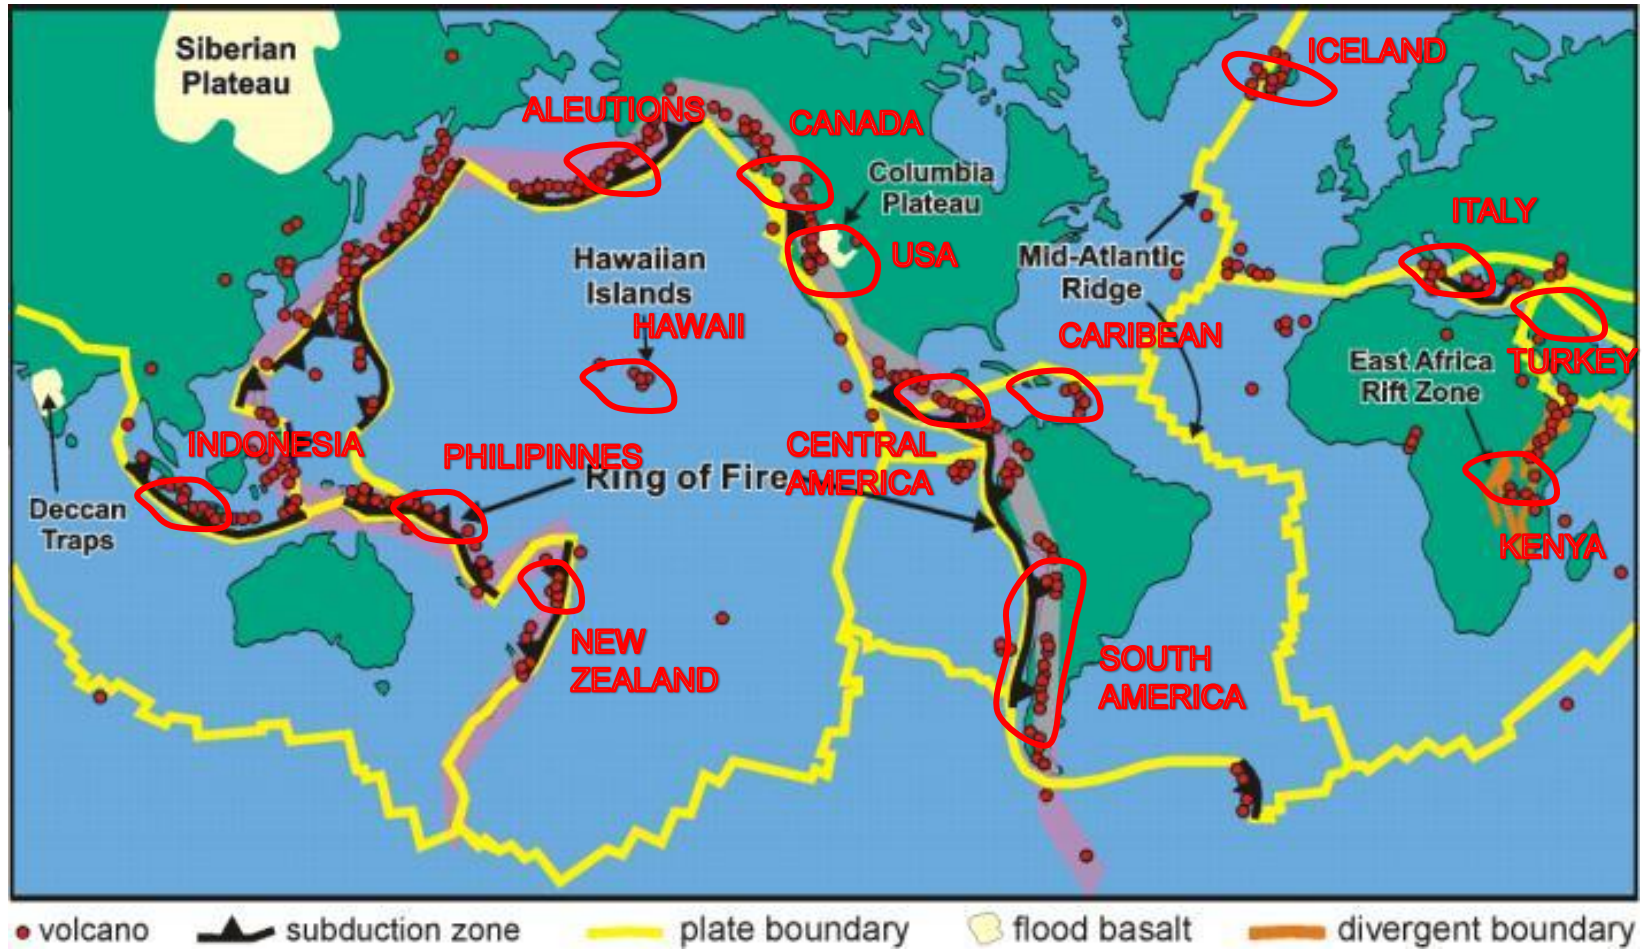 Siberian
Plateau
ICELAND
ALEUTIONS
CANADA
Columbia
Plateau
ITALY
USA
Hawaiian
Islands
Mid-Atlantic
Ridge
HAWAII
CARIBEAN
East Africa
Rift Zone
TURKEY
INDONESIA
PHILIPINNES
CENTRAL
AMERICA
Ring of Fire
Deccan
Traps
KENYA
NEW
ZEALAND
SOUTH
AMERICA
volcano
subduction zone
plate boundary
flood basalt
divergent boundary